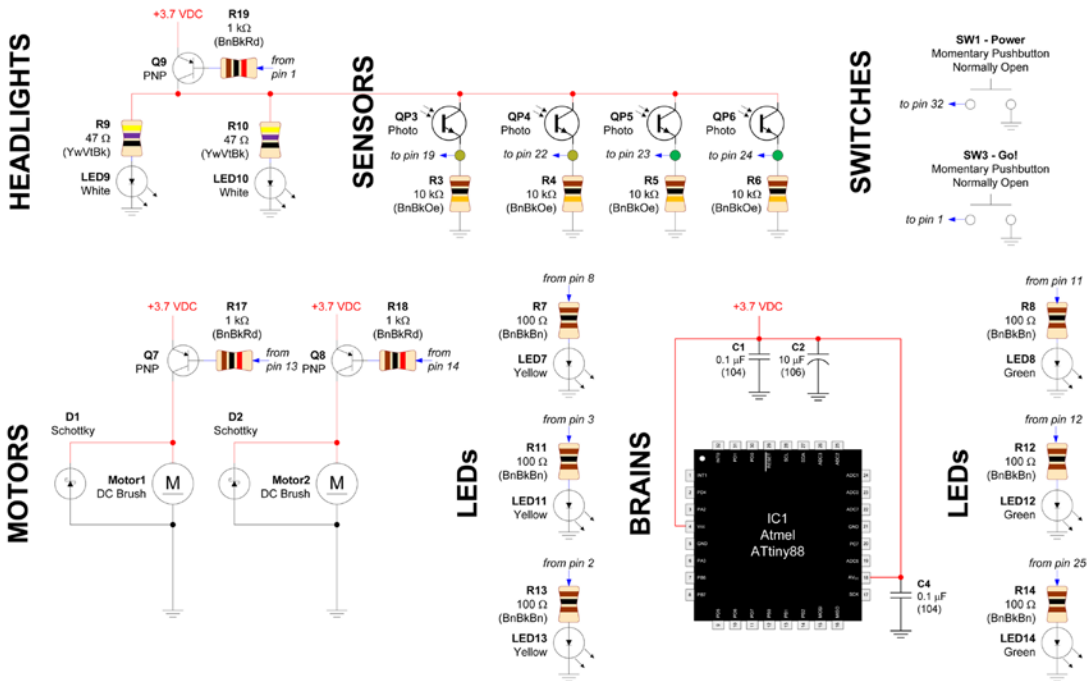 HEADLIGHTS
+3.7 VDC
R19
1 kΩ
(BnBkRd)
Q9
PNP
from
pin 1
R9
47 Ω
(YwVtBk)
LED9
White
R10
47 Ω
(YwVtBk)
LED10
White
SENSORS
QP3
Photo
to pin 19
R3
10 kΩ
(BnBkOe)
QP4
Photo
to pin 22
R4
10 kΩ
(BnBkOe)
QP5
Photo
to pin 23
R5
10 kΩ
(BnBkOe)
QP6
Photo
to pin 24
R6
10 kΩ
(BnBkOe)
SWITCHES
SW1 - Power
Momentary Pushbutton
Normally Open
to pin 32
SW3 - Go!
Momentary Pushbutton
Normally Open
to pin 1
MOTORS
+3.7 VDC
R17
1 kΩ
(BnBkRd)
Q7
PNP
from
pin 13
D1
Schottky
Motor1
DC Brush
M
+3.7 VDC
R18
1 kΩ
(BnBkRd)
Q8
PNP
from
pin 14
D2
Schottky
Motor2
DC Brush
M
LEDs
from pin 8
R7
100 Ω
(BnBkBn)
LED7
Yellow
from pin 3
R11
100 Ω
(BnBkBn)
LED11
Yellow
from pin 2
R13
100 Ω
(BnBkBn)
LED13
Yellow
BRAINS
+3.7 VDC
C1
0.1 µF
(104)
C2
10 µF
(106)
IC1
Atmel
ATtiny88
C4
0.1 µF
(104)
LEDs
from pin 11
R8
100 Ω
(BnBkBn)
LED8
Green
from pin 12
R12
100 Ω
(BnBkBn)
LED12
Green
from pin 25
R14
100 Ω
(BnBkBn)
LED14
Green